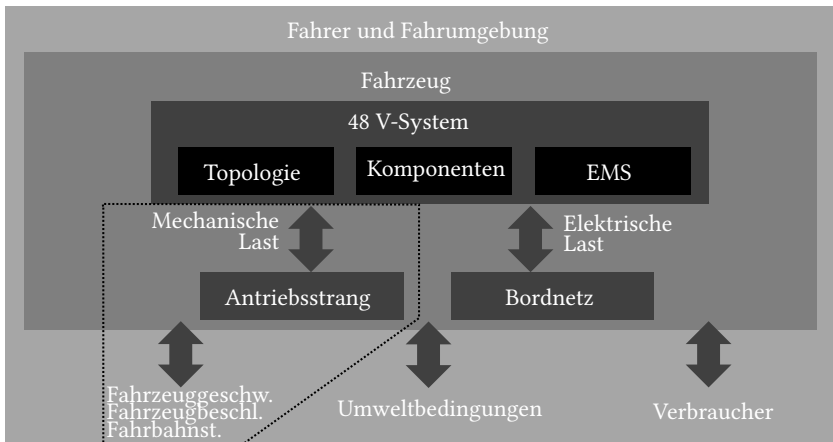 Fahrer und Fahrumgebung
Fahrzeug
48 V-System
Topologie
Komponenten
EMS
Mechanische
Last
Elektrische
Last
Antriebsstrang
Bordnetz
Fahrzeuggeschw.
Fahrzeugbeschl.
Fahrbahnst.
Umweltbedingungen
Verbraucher